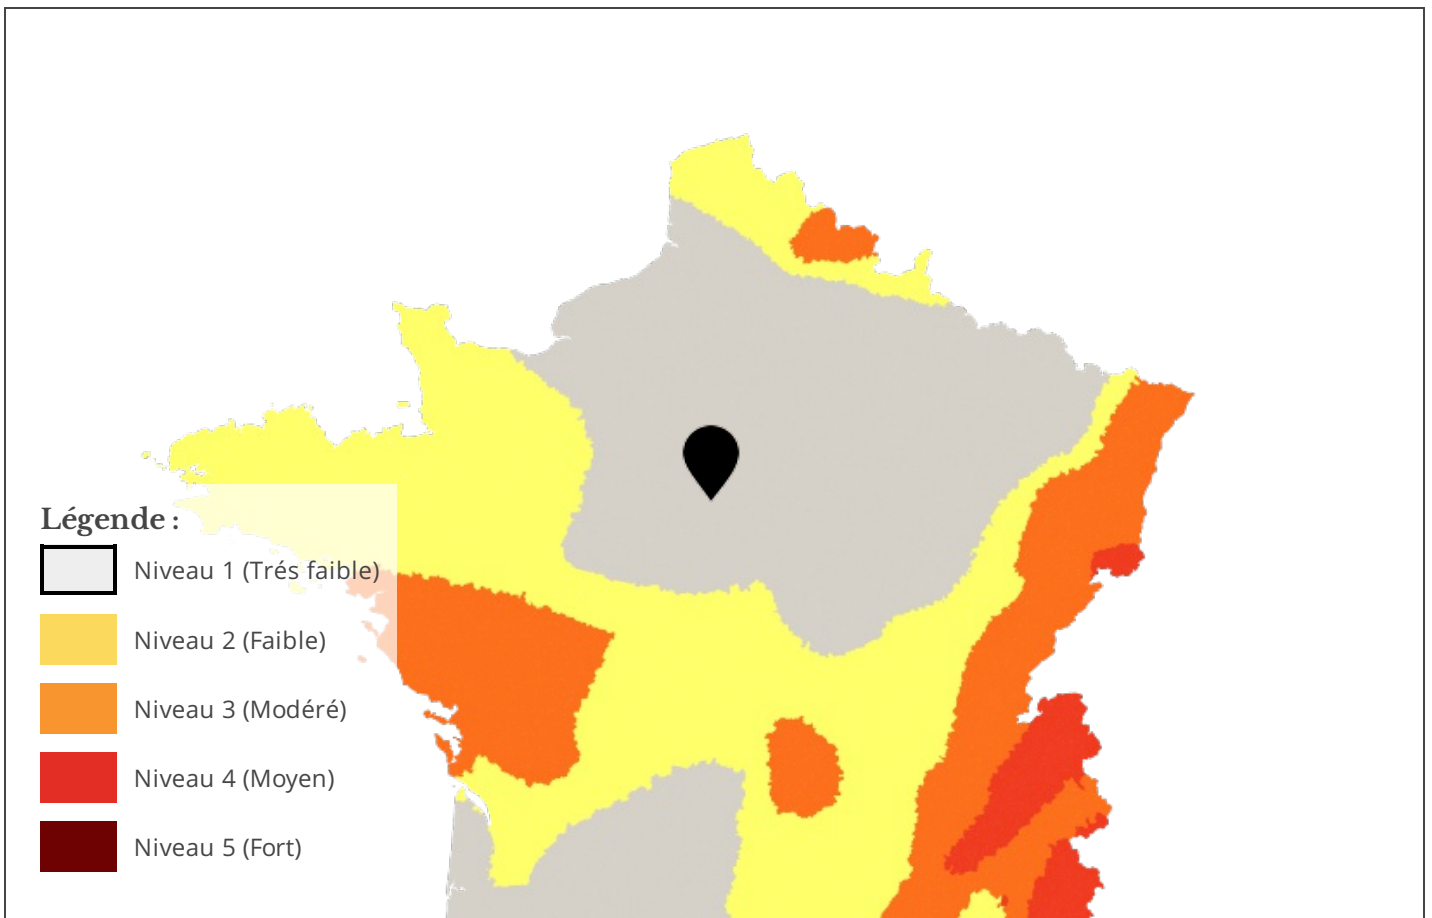 Légende :
Niveau 1 (Trés faible)
Niveau 2 (Faible)
Niveau 3 (Modéré)
Niveau 4 (Moyen)
Niveau 5 (Fort)